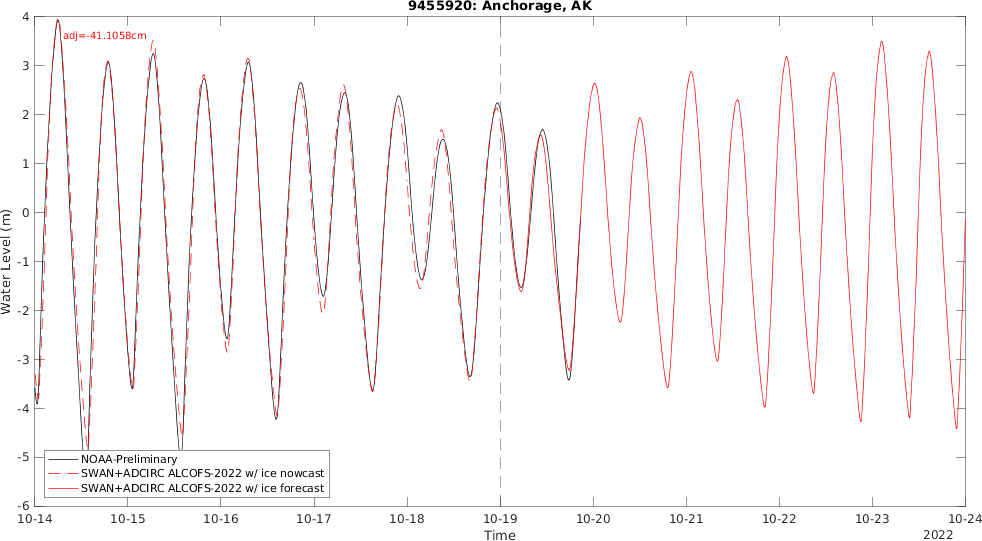 9455920: Anchorage, AK
adj=-41.1058cm
4
3
2
1
0
-1
-2
-3
-4
-5
-6
Water Level (m)
NOAA-Preliminary
SWAN+ADCIRC ALCOFS-2022 w/ ice nowcast
SWAN+ADCIRC ALCOFS-2022 w/ ice forecast
10-14 10-15 10-16 10-17 10-18 10-19 10-20 10-21 10-22 10-23 10-24
Time
2022